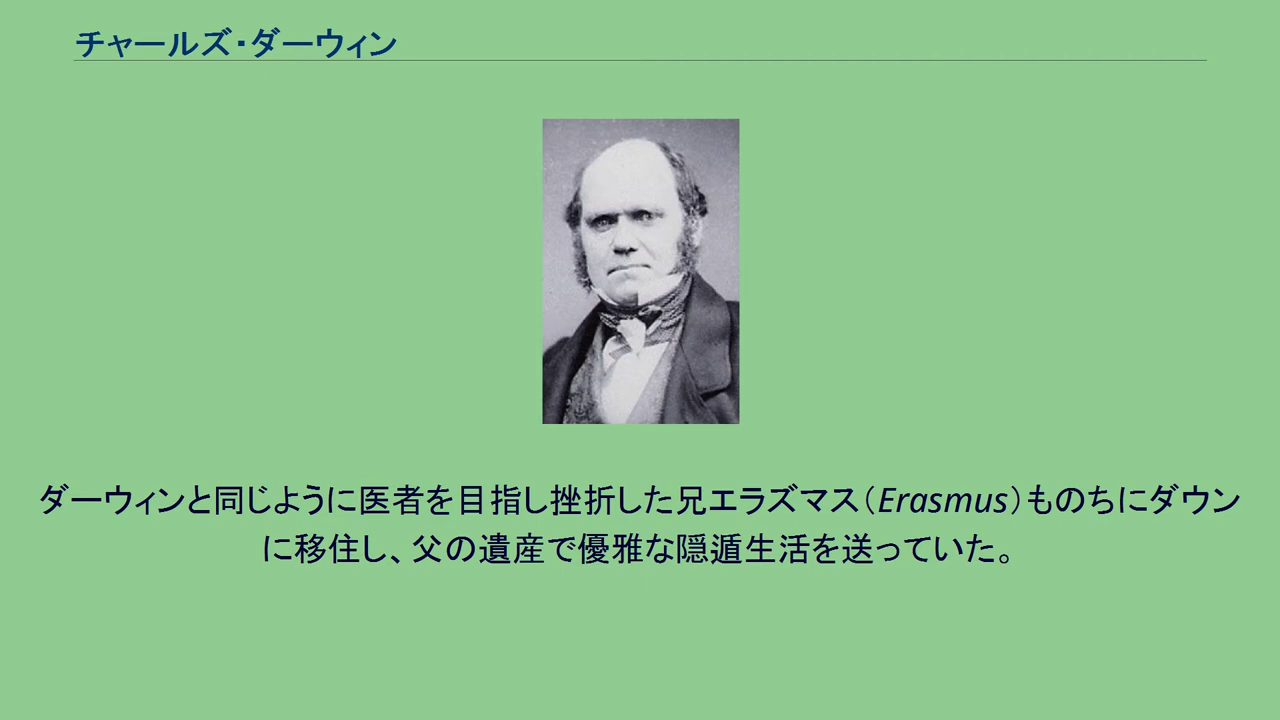 チャールズ・ダーウィン
ダーウィンと同じように医者を目指し挫折した兄エラズマス（Erasmus）ものちにダウン
に移住し、父の遺産で優雅な隠遁生活を送っていた。